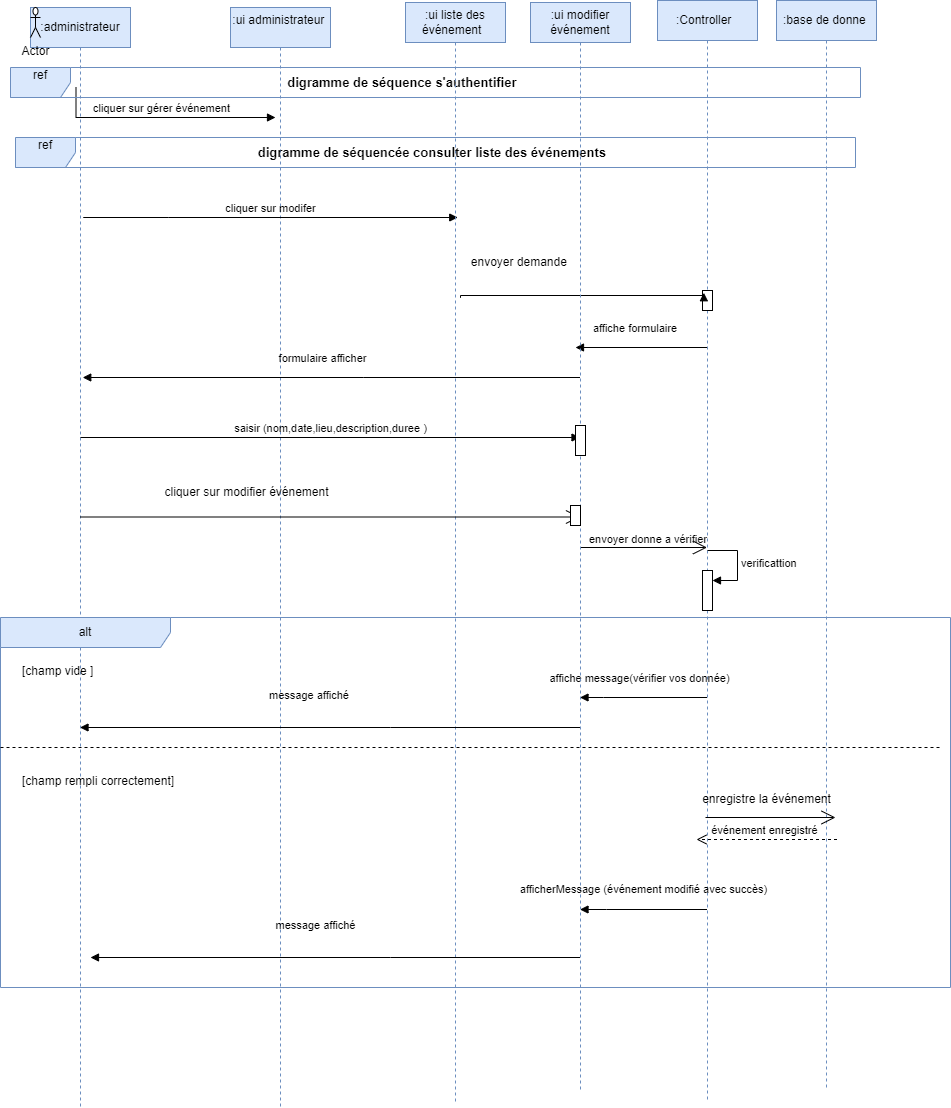 :administrateur
:ui administrateur
:ui liste des
événement
:ui modifier
événement
:Controller
:base de donne
Actor
ref
digramme de séquence s'authentifier
cliquer sur gérer événement
ref
digramme de séquencée consulter liste des événements
cliquer sur modifer
envoyer demande
affiche formulaire
formulaire afficher
saisir (nom,date,lieu,description,duree )
cliquer sur modifier événement
envoyer donne a vérifier
verificattion
alt
[champ vide ]
affiche message(vérifier vos donnée)
message affiché
[champ rempli correctement]
enregistre la événement
événement enregistré
afficherMessage (événement modifié avec succès)
message affiché